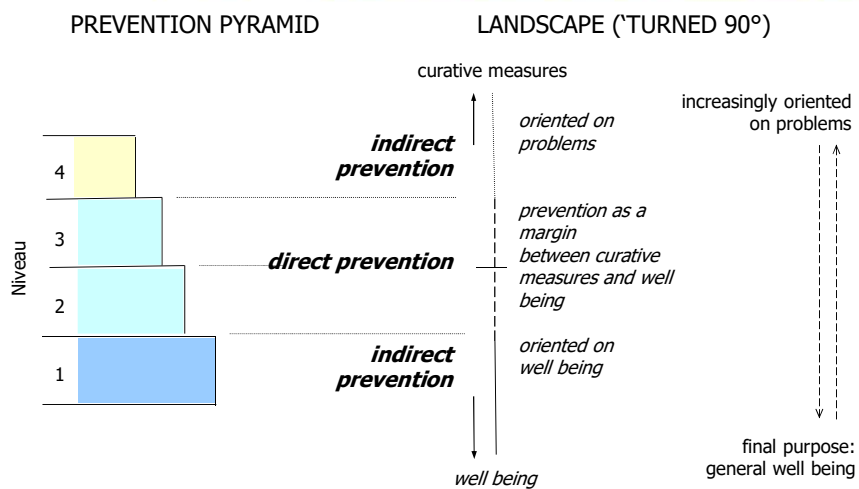 PREVENTION PYRAMID
LANDSCAPE (‘TURNED 90°)
curative measures
increasingly oriented
on problems
oriented on
problems
indirect
prevention
4
prevention as a
margin
between curative
measures and well
being
3
direct prevention
Niveau
2
oriented on
well being
indirect
prevention
1
final purpose:
general well being
well being